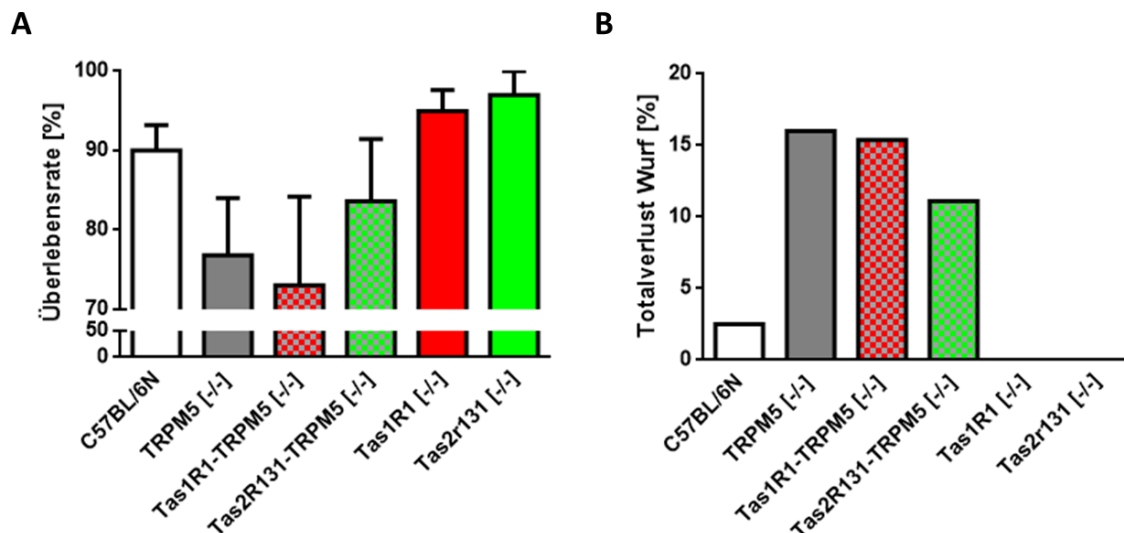 A
Überlebensrate [%]
100
90
80
70
50
0
C57BL/6N
TRPM5 [-/-]
Tas1R1-TRPM5 [-/-]
Tas2R131-TRPM5 [-/-]
Tas1R1 [-/-]
Tas2r131 [-/-]
B
Totalverlust Wurf [%]
20
15
10
5
0
C57BL/6N
TRPM5 [-/-]
Tas1R1-TRPM5 [-/-]
Tas2R131-TRPM5 [-/-]
Tas1R1 [-/-]
Tas2r131 [-/-]